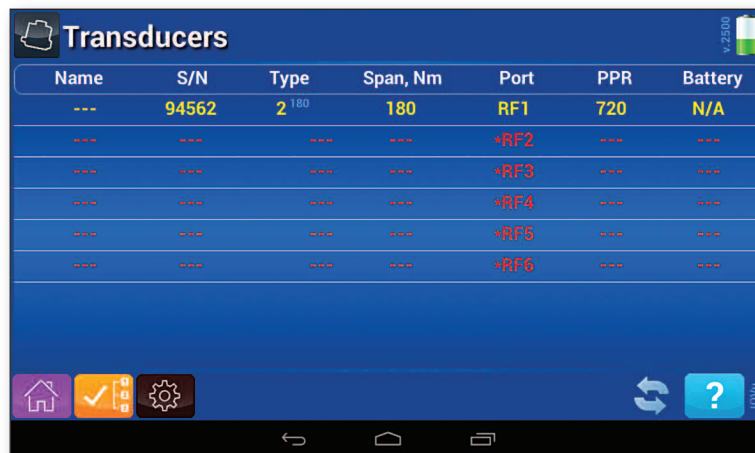 Transducers
v.2500
Name S/N Type Span, Nm Port PPR Battery
--- 94562 2 180 180 RF1 720 N/A
--- --- --- --- *RF2 --- ---
--- --- --- --- *RF3 --- ---
--- --- --- --- *RF4 --- ---
--- --- --- --- *RF5 --- ---
--- --- --- --- *RF6 --- ---
?